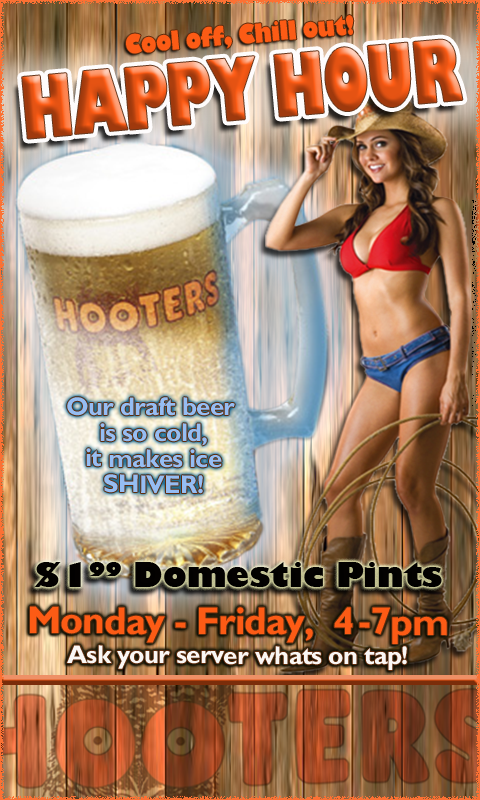 Cool off, Chill out!
HAPPY HOUR
HOOTERS
Our draft beer
is so cold,
it makes ice
SHIVER!
$1⁹⁹ Domestic Pints
Monday - Friday, 4-7pm
Ask your server whats on tap!
HOOTERS